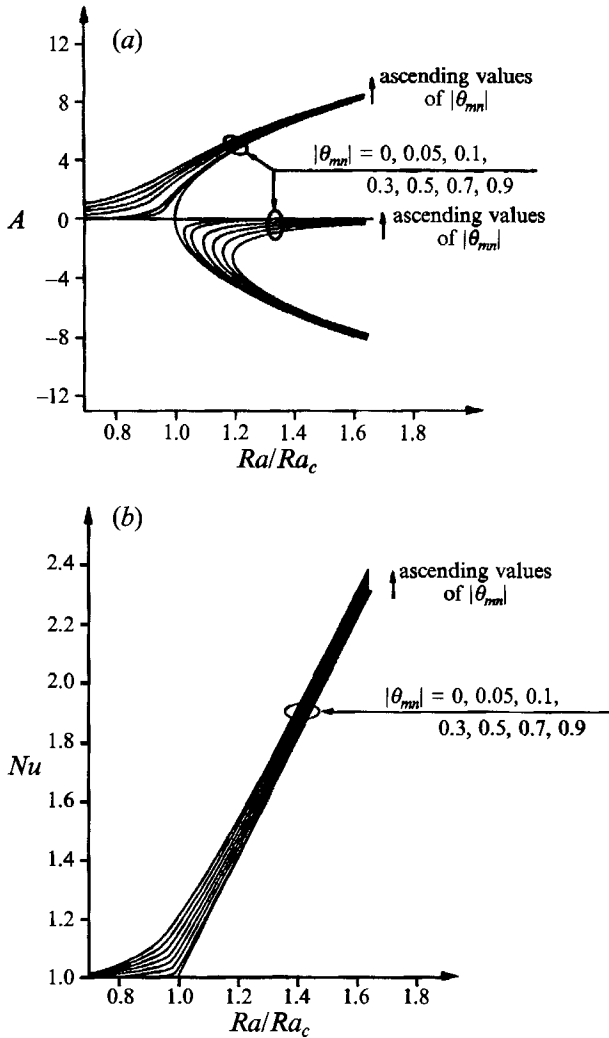 (a)
12
8
4
0
−4
−8
−12
A
ascending values
of |θmn|
|θmn| = 0, 0.05, 0.1,
0.3, 0.5, 0.7, 0.9
ascending values
of |θmn|
0.8 1.0 1.2 1.4 1.6 1.8
Ra/Rac
(b)
2.4
2.2
2.0
1.8
1.6
1.4
1.2
1.0
Nu
ascending values
of |θmn|
|θmn| = 0, 0.05, 0.1,
0.3, 0.5, 0.7, 0.9
0.8 1.0 1.2 1.4 1.6 1.8
Ra/Rac